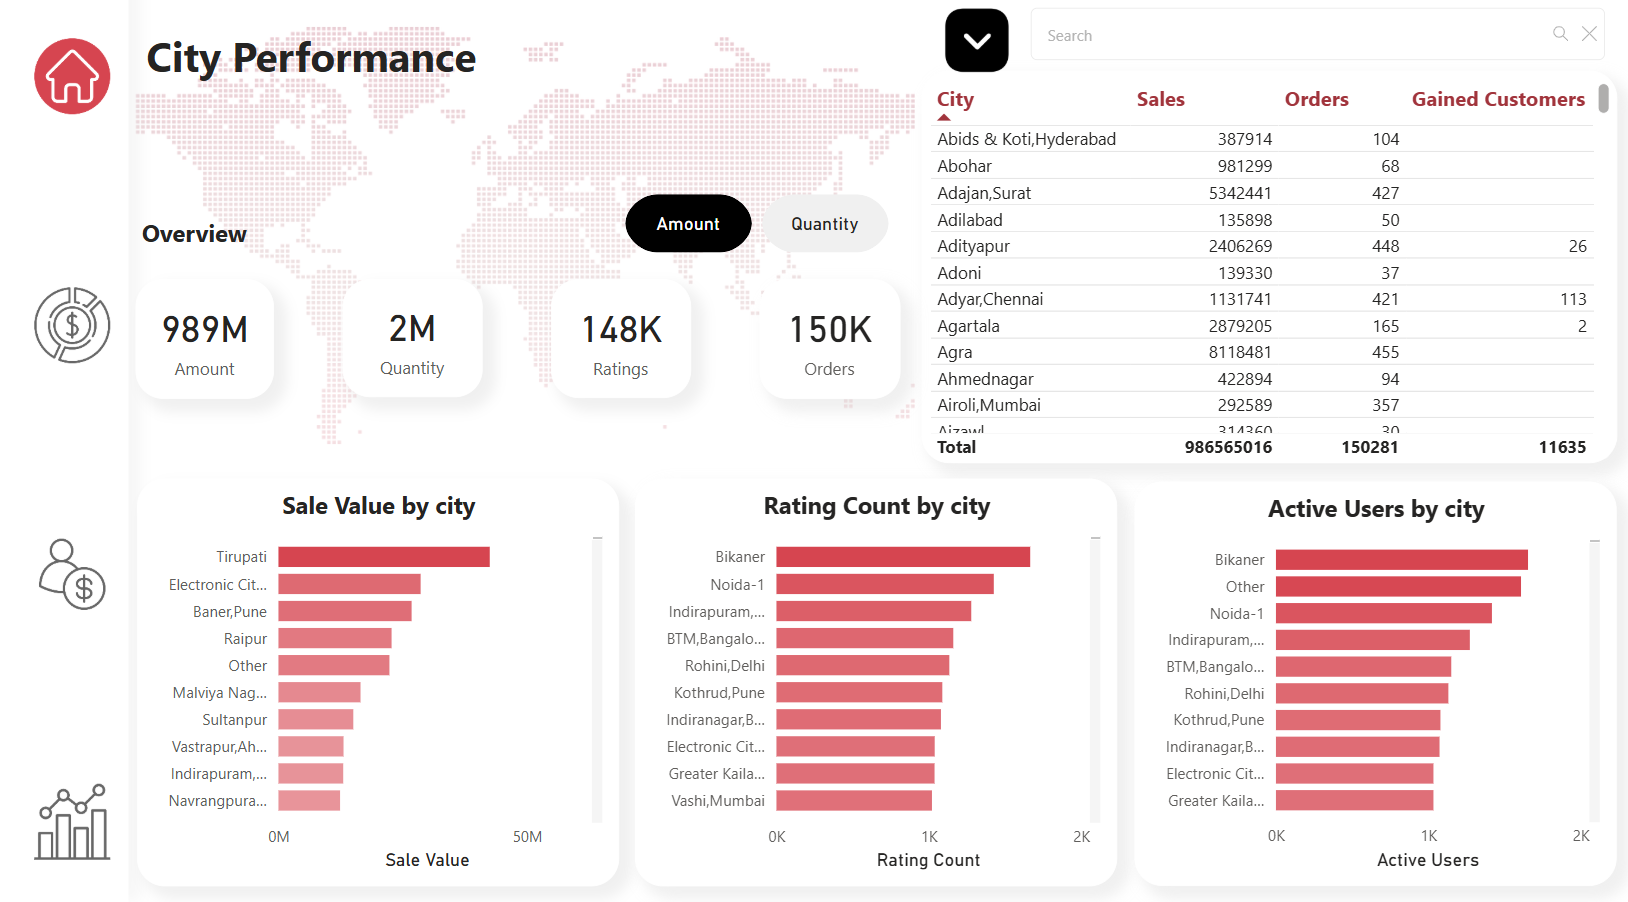 City Performance
Search
Overview
Amount Quantity
989M
Amount
2M
Quantity
148K
Ratings
150K
Orders
City Sales Orders Gained Customers
Abids & Koti,Hyderabad 387914 104
Abohar 981299 68
Adajan,Surat 5342441 427
Adilabad 135898 50
Adityapur 2406269 448 26
Adoni 139330 37
Adyar,Chennai 1131741 421 113
Agartala 2879205 165 2
Agra 8118481 455
Ahmednagar 422894 94
Airoli,Mumbai 292589 357
Aizawl 314360 30
Total 986565016 150281 11635
Sale Value by city
Tirupati
Electronic Cit...
Baner,Pune
Raipur
Other
Malviya Nag...
Sultanpur
Vastrapur,Ah...
Indirapuram,...
Navrangpura...
0M 50M
Sale Value
Rating Count by city
Bikaner
Noida-1
Indirapuram,...
BTM,Bangalo...
Rohini,Delhi
Kothrud,Pune
Indiranagar,B...
Electronic Cit...
Greater Kaila...
Vashi,Mumbai
0K 1K 2K
Rating Count
Active Users by city
Bikaner
Other
Noida-1
Indirapuram,...
BTM,Bangalo...
Rohini,Delhi
Kothrud,Pune
Indiranagar,B...
Electronic Cit...
Greater Kaila...
0K 1K 2K
Active Users